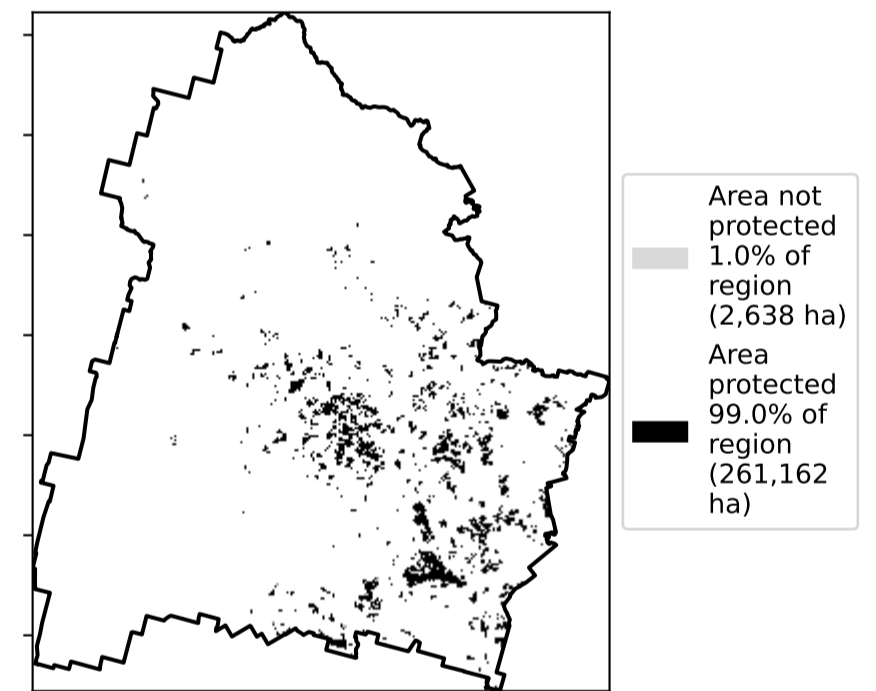 Area not
protected
1.0% of
region
(2,638 ha)
Area
protected
99.0% of
region
(261,162
ha)